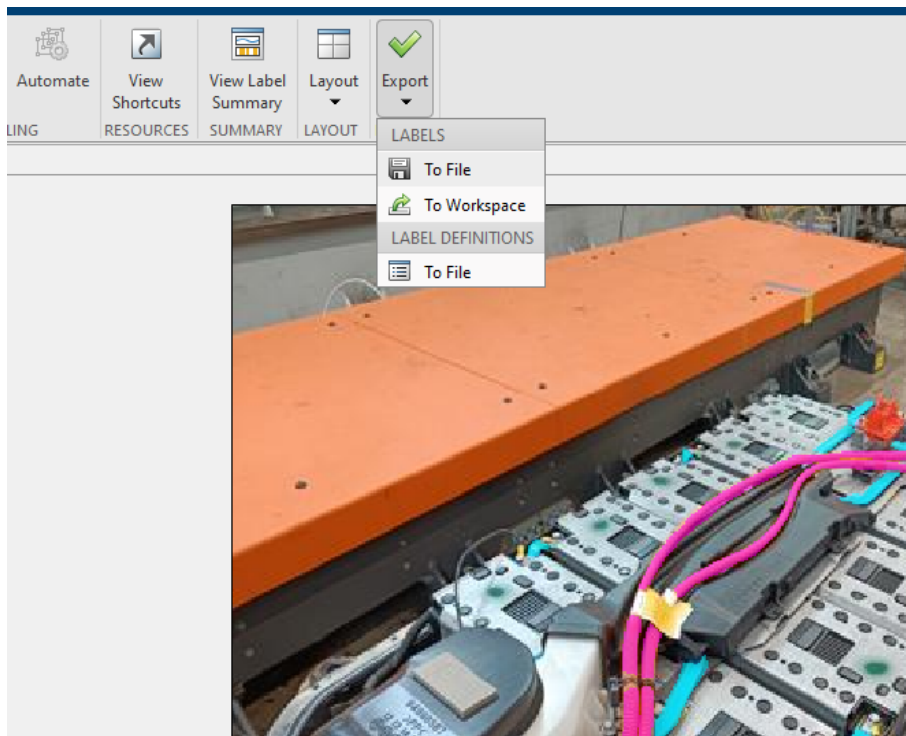 Automate
View
Shortcuts
View Label
Summary
Layout
Export
LING
RESOURCES
SUMMARY
LAYOUT
LABELS
To File
To Workspace
LABEL DEFINITIONS
To File